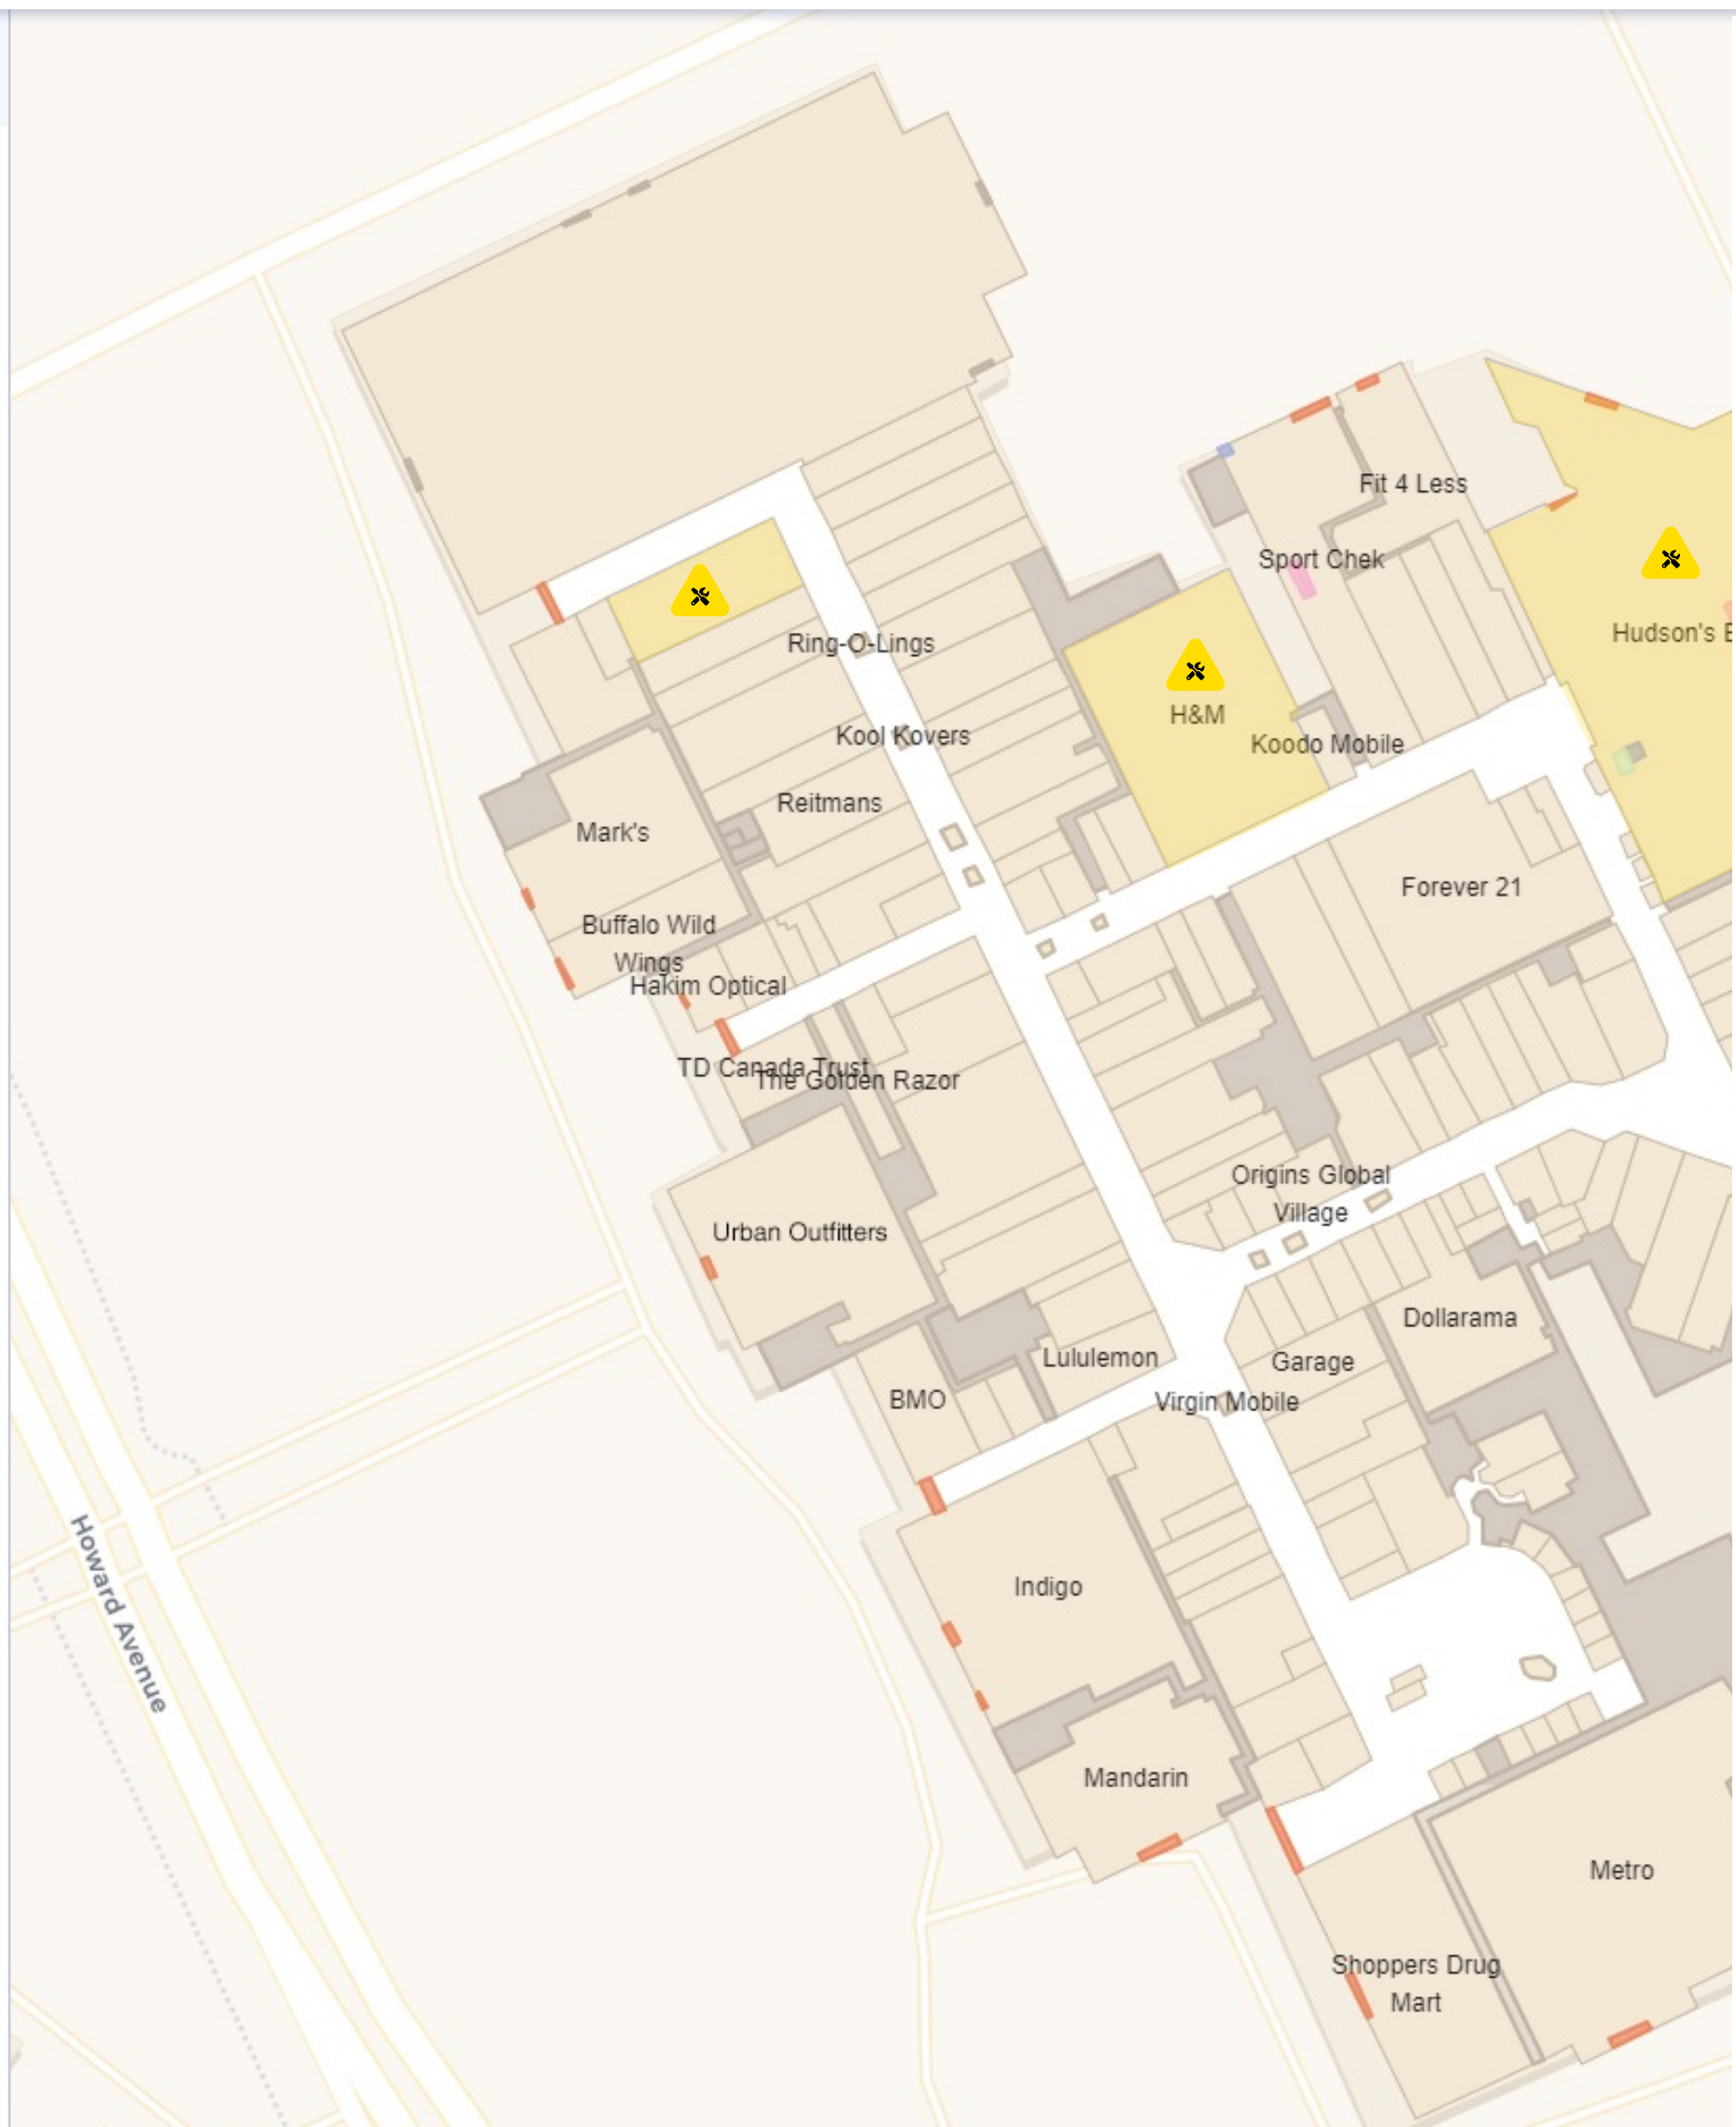 Fit 4 Less
Sport Chek
Hudson's B
Ring-O-Lings
H&M
Kool Kovers
Koodo Mobile
Reitmans
Mark's
Forever 21
Buffalo Wild
Wings
Hakim Optical
TD Canada Trust
The Golden Razor
Origins Global
Village
Urban Outfitters
Dollarama
Lululemon
Garage
BMO
Virgin Mobile
Howard Avenue
Indigo
Mandarin
Metro
Shoppers Drug
Mart